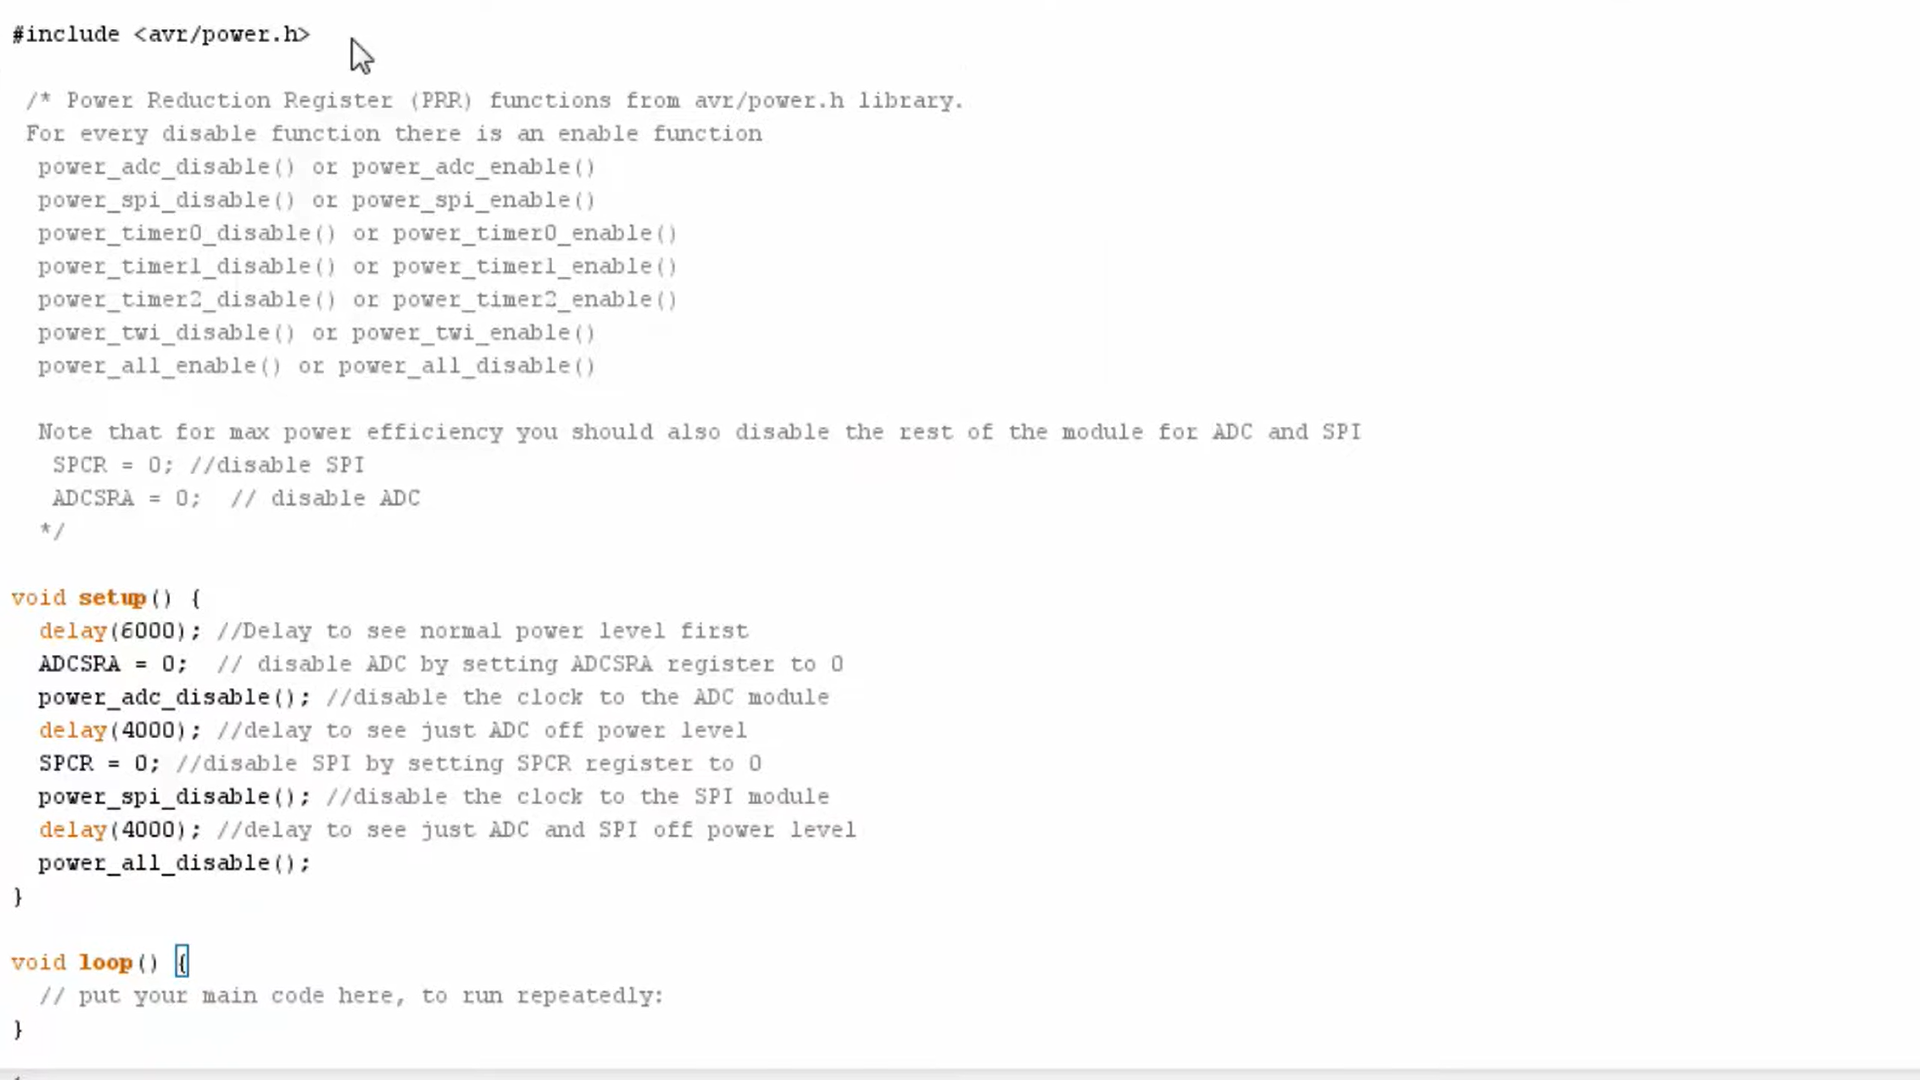 #include <avr/power.h>
/* Power Reduction Register (PRR) functions from avr/power.h library.
For every disable function there is an enable function
power_adc_disable() or power_adc_enable()
power_spi_disable() or power_spi_enable()
power_timer0_disable() or power_timer0_enable()
power_timer1_disable() or power_timer1_enable()
power_timer2_disable() or power_timer2_enable()
power_twi_disable() or power_twi_enable()
power_all_enable() or power_all_disable()
Note that for max power efficiency you should also disable the rest of the module for ADC and SPI
SPCR = 0; //disable SPI
ADCSRA = 0;  // disable ADC
*/
void setup() {
delay(6000); //Delay to see normal power level first
ADCSRA = 0;  // disable ADC by setting ADCSRA register to 0
power_adc_disable(); //disable the clock to the ADC module
delay(4000); //delay to see just ADC off power level
SPCR = 0; //disable SPI by setting SPCR register to 0
power_spi_disable(); //disable the clock to the SPI module
delay(4000); //delay to see just ADC and SPI off power level
power_all_disable();
}
void loop() {
// put your main code here, to run repeatedly:
}